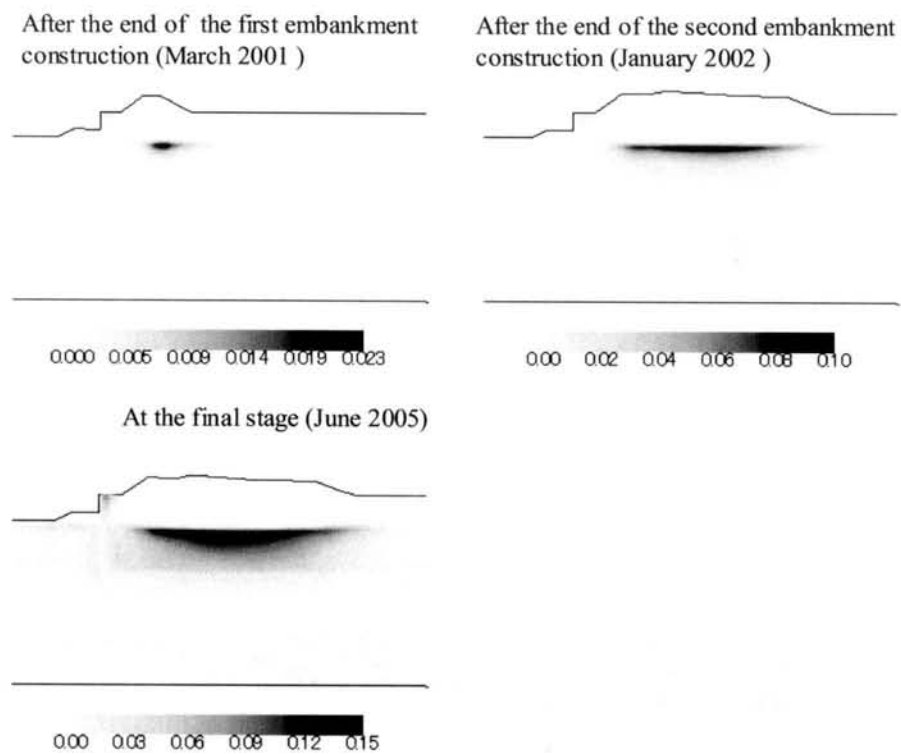 After the end of the first embankment
construction (March 2001 )
After the end of the second embankment
construction (January 2002 )
0.000 0.005 0.009 0.014 0.019 0.023
0.00 0.02 0.04 0.06 0.08 0.10
At the final stage (June 2005)
0.00 0.03 0.06 0.09 0.12 0.15